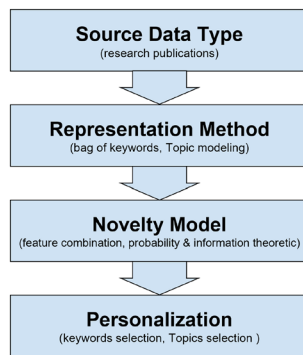 Source Data Type
(research publications)
Representation Method
(bag of keywords, Topic modeling)
Novelty Model
(feature combination, probability & information theoretic)
Personalization
(keywords selection, Topics selection )